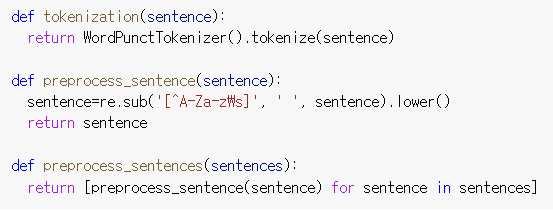 def tokenization(sentence):
  return WordPunctTokenizer().tokenize(sentence)

def preprocess_sentence(sentence):
  sentence=re.sub('[^A-Za-z₩s]', ' ', sentence).lower()
  return sentence

def preprocess_sentences(sentences):
  return [preprocess_sentence(sentence) for sentence in sentences]